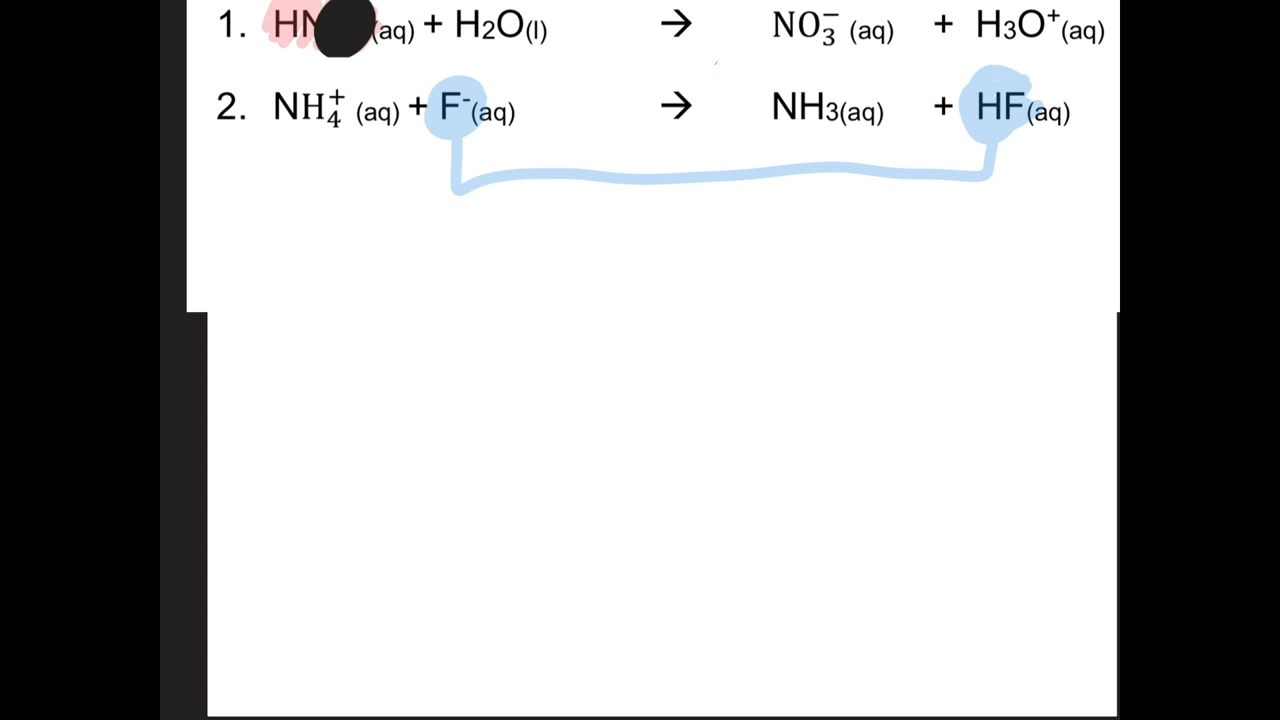 1. HN (aq) + H₂O(l) → NO₃⁻ (aq) + H₃O⁺(aq)
2. NH₄⁺ (aq) + F⁻(aq) → NH₃(aq) + HF(aq)